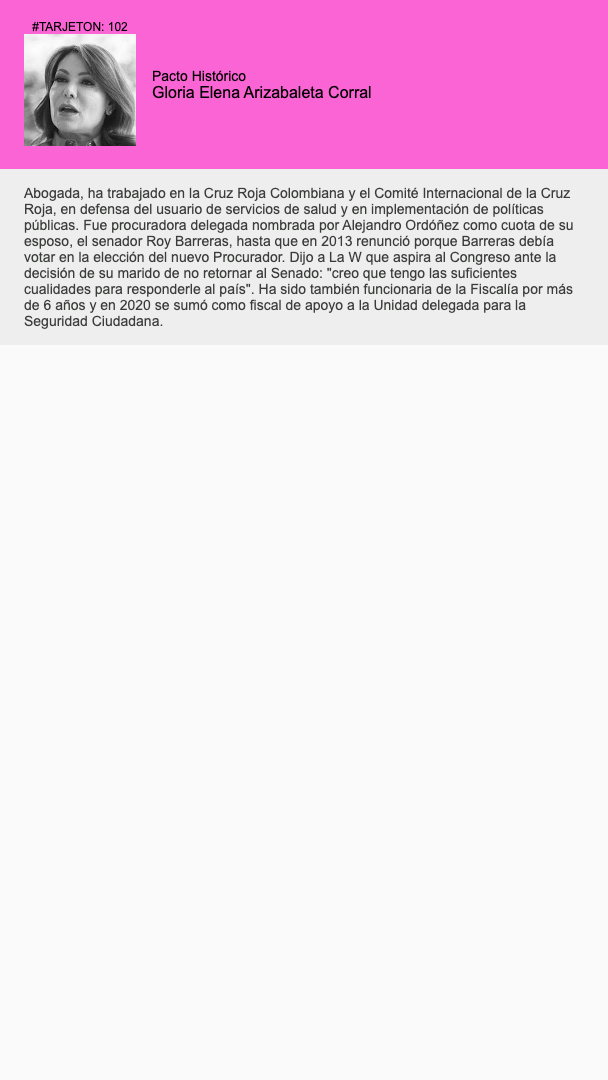 #TARJETON: 102
Pacto Histórico
Gloria Elena Arizabaleta Corral
Abogada, ha trabajado en la Cruz Roja Colombiana y el Comité Internacional de la Cruz
Roja, en defensa del usuario de servicios de salud y en implementación de políticas
públicas. Fue procuradora delegada nombrada por Alejandro Ordóñez como cuota de su
esposo, el senador Roy Barreras, hasta que en 2013 renunció porque Barreras debía
votar en la elección del nuevo Procurador. Dijo a La W que aspira al Congreso ante la
decisión de su marido de no retornar al Senado: "creo que tengo las suficientes
cualidades para responderle al país". Ha sido también funcionaria de la Fiscalía por más
de 6 años y en 2020 se sumó como fiscal de apoyo a la Unidad delegada para la
Seguridad Ciudadana.